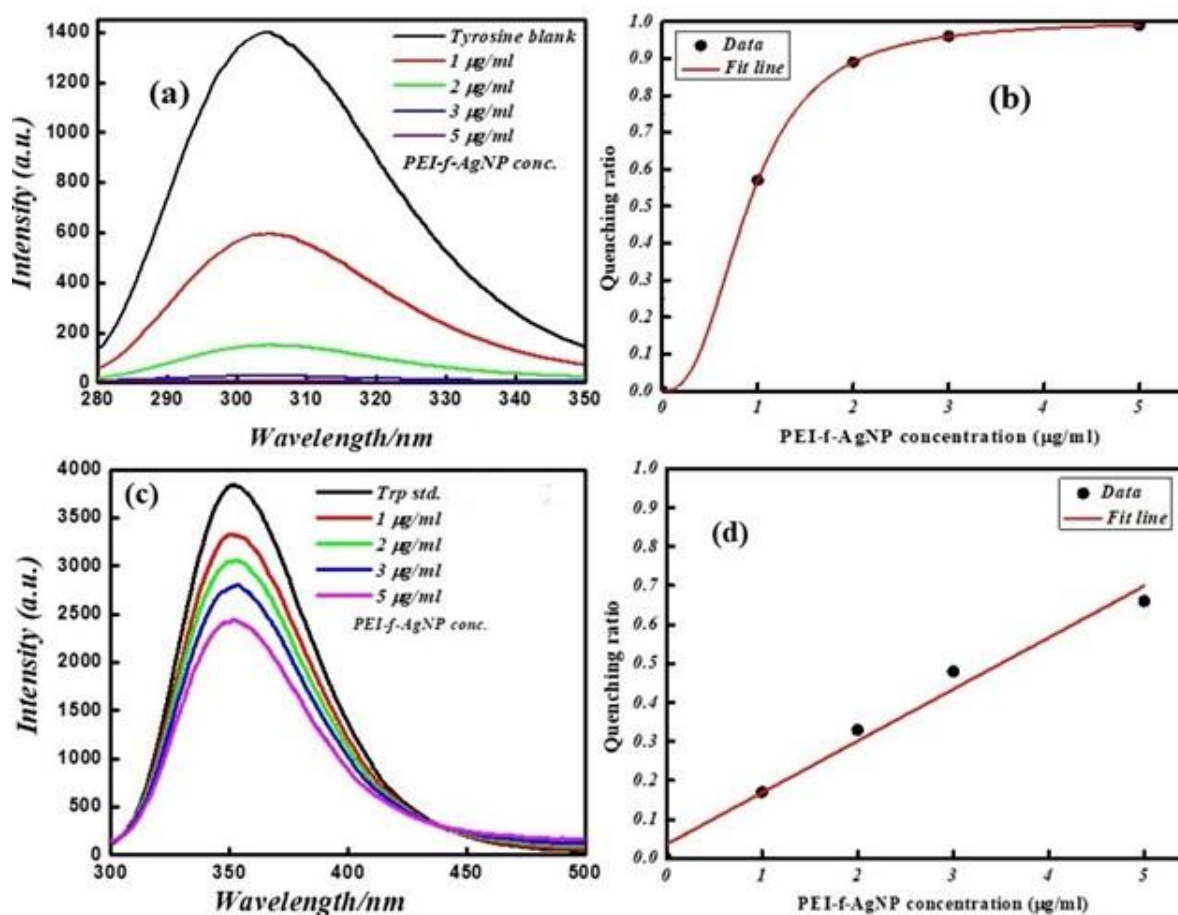 1400
1200
1000
800
600
400
200
0
Intensity (a.u.)
(a)
Tyrosine blank
1 µg/ml
2 µg/ml
3 µg/ml
5 µg/ml
PEI-f-AgNP conc.
280 290 300 310 320 330 340 350
Wavelength/nm
1.0
0.9
0.8
0.7
0.6
0.5
0.4
0.3
0.2
0.1
0.0
Quenching ratio
Data
Fit line
(b)
0 1 2 3 4 5
PEI-f-AgNP concentration (µg/ml)
4000
3500
3000
2500
2000
1500
1000
500
0
Intensity (a.u.)
(c)
Trp std.
1 µg/ml
2 µg/ml
3 µg/ml
5 µg/ml
PEI-f-AgNP conc.
300 350 400 450 500
Wavelength/nm
1.0
0.9
0.8
0.7
0.6
0.5
0.4
0.3
0.2
0.1
0.0
Quenching ratio
(d)
Data
Fit line
0 1 2 3 4 5
PEI-f-AgNP concentration (µg/ml)